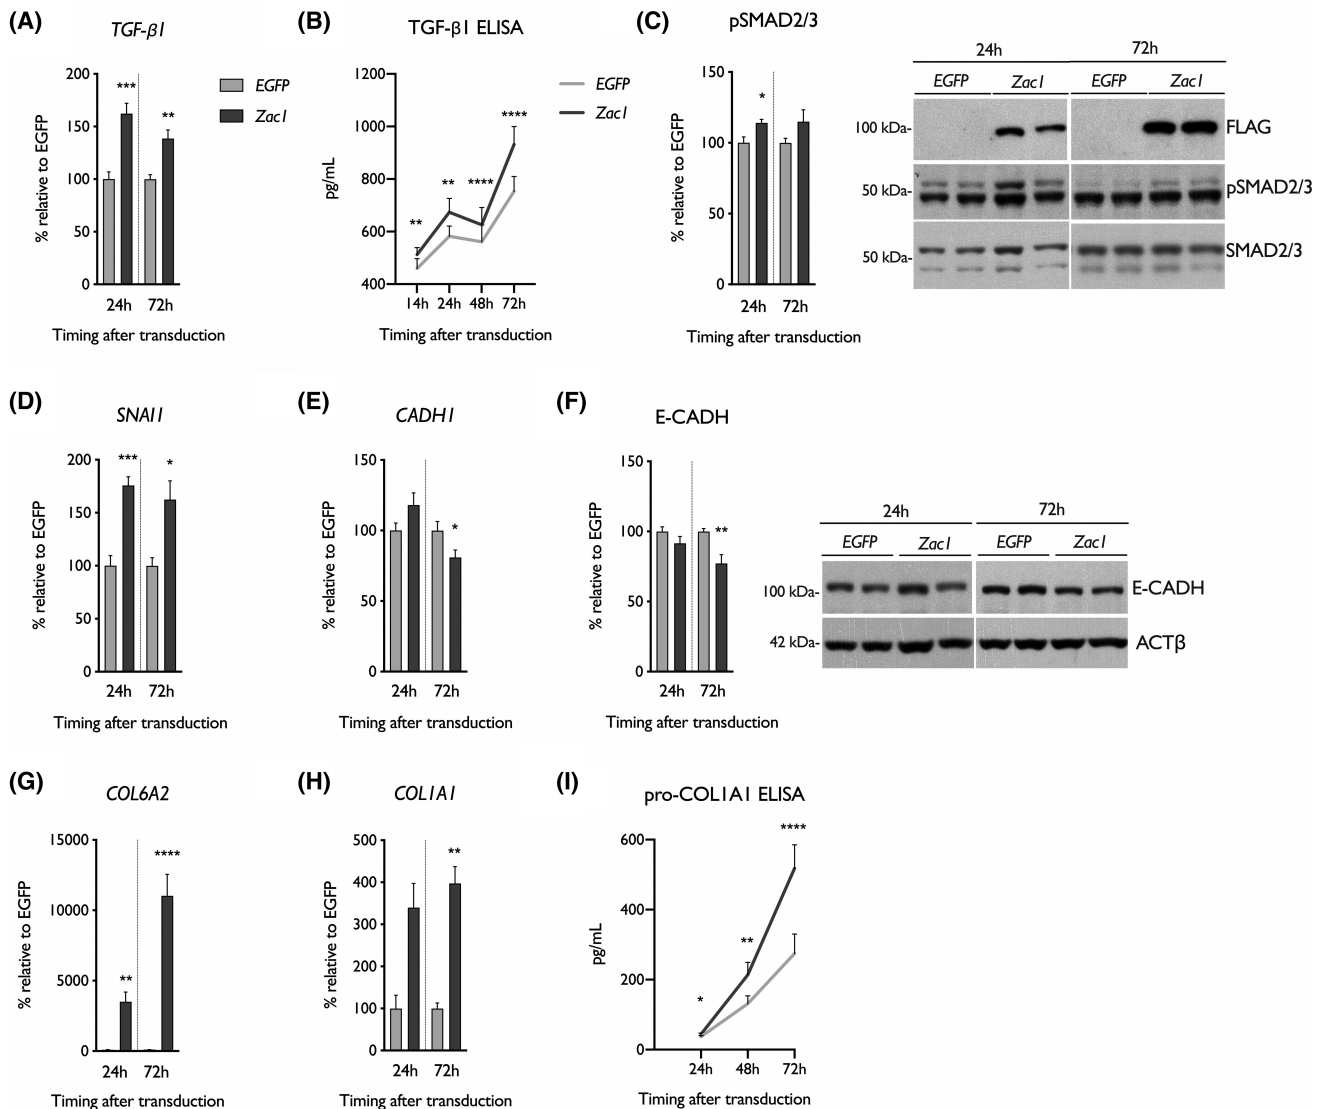 (A)
TGF-β1
200
150
100
50
0
% relative to EGFP
***
**
24h 72h
Timing after transduction
EGFP
Zac1
(B)
TGF-β1 ELISA
1200
1000
800
600
400
pg/mL
**
**
****
****
14h 24h 48h 72h
Timing after transduction
EGFP
Zac1
(C)
pSMAD2/3
150
100
50
0
% relative to EGFP
*
24h 72h
Timing after transduction
24h 72h
EGFP Zac1 EGFP Zac1
100 kDa- FLAG
50 kDa- pSMAD2/3
50 kDa- SMAD2/3
(D)
SNAI1
200
150
100
50
0
% relative to EGFP
***
*
24h 72h
Timing after transduction
(E)
CADH1
150
100
50
0
% relative to EGFP
*
24h 72h
Timing after transduction
(F)
E-CADH
150
100
50
0
% relative to EGFP
**
24h 72h
Timing after transduction
24h 72h
EGFP Zac1 EGFP Zac1
100 kDa- E-CADH
42 kDa- ACTβ
(G)
COL6A2
15000
10000
5000
0
% relative to EGFP
**
****
24h 72h
Timing after transduction
(H)
COL1A1
500
400
300
200
100
0
% relative to EGFP
**
24h 72h
Timing after transduction
(I)
pro-COL1A1 ELISA
600
400
200
0
pg/mL
*
**
****
24h 48h 72h
Timing after transduction